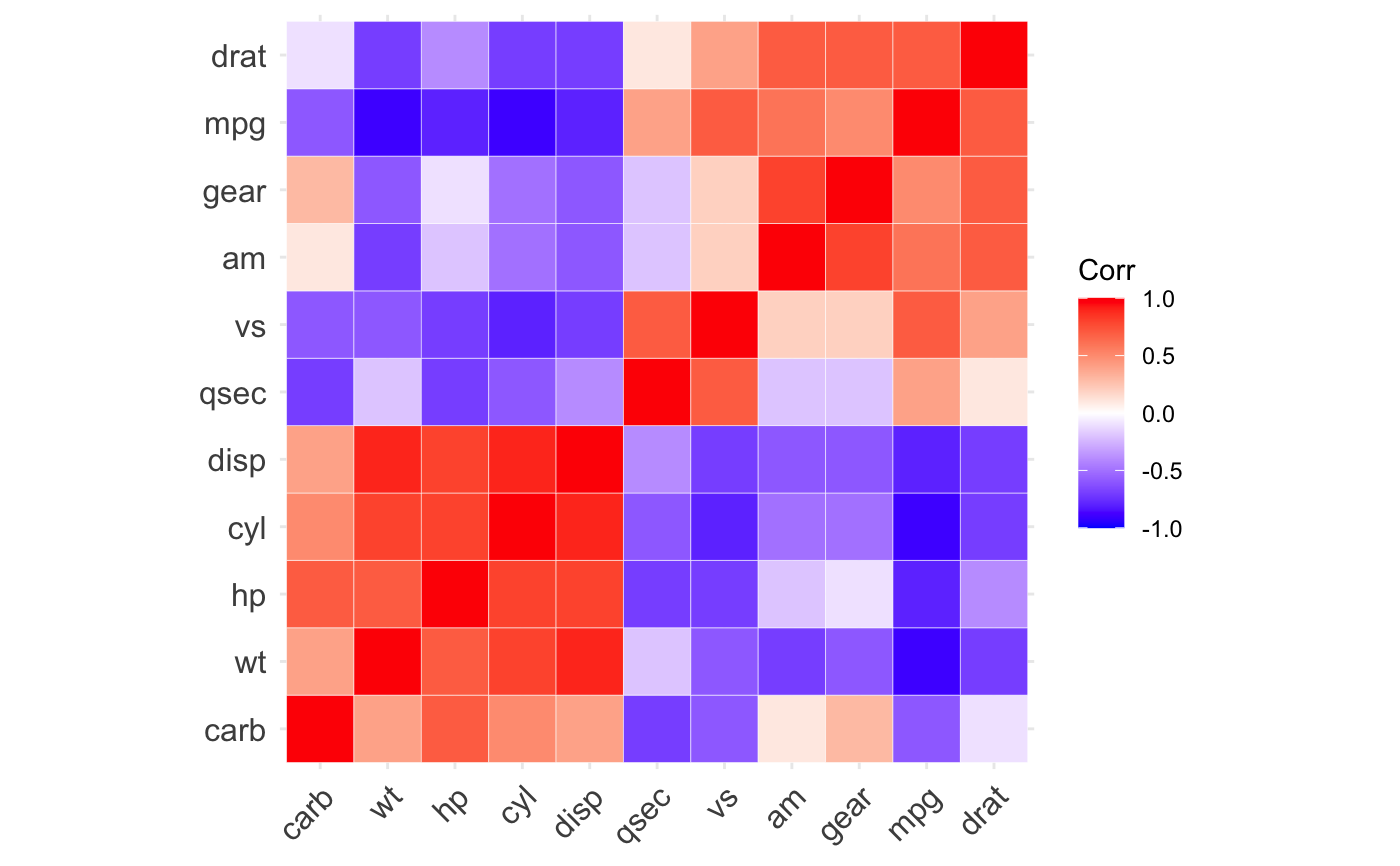 drat
mpg
gear
am
vs
qsec
disp
cyl
hp
wt
carb
carb wt hp cyl disp qsec vs am gear mpg drat
Corr
1.0
0.5
0.0
-0.5
-1.0